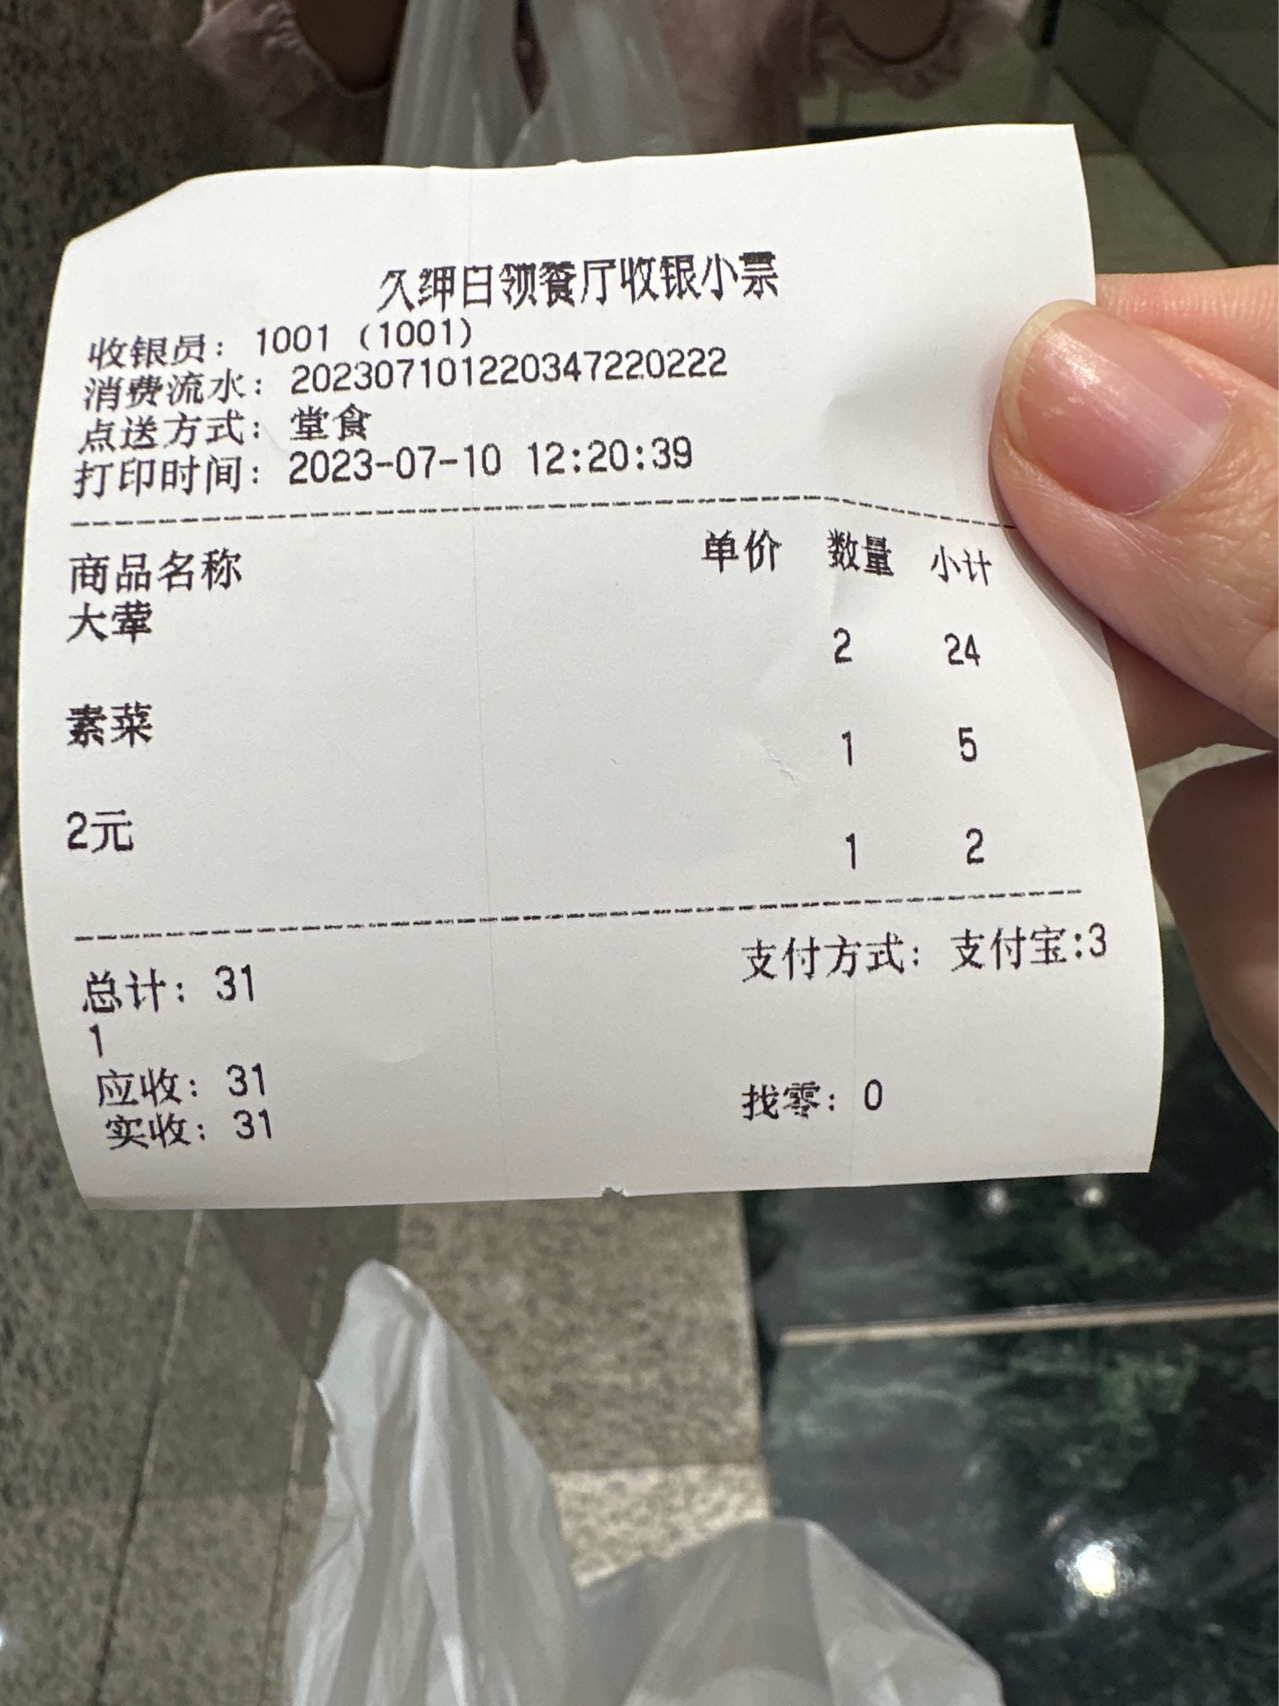 久绅白领餐厅收银小票
收银员：1001（1001）
消费流水：202307101220347220222
点送方式：堂食
打印时间：2023-07-10 12:20:39
商品名称 单价 数量 小计
大荤
2 24
素菜
1 5
2元
1 2
总计：31 支付方式：支付宝:3
1
应收：31 找零：0
实收：31